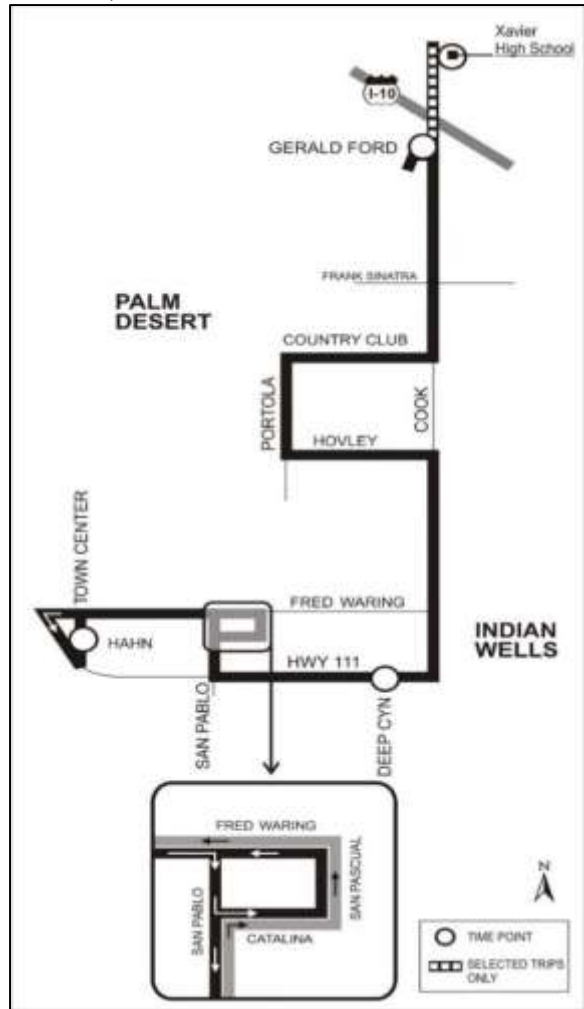 Xavier
High School
I-10
GERALD FORD
FRANK SINATRA
PALM
DESERT
COUNTRY CLUB
PORTOLA
COOK
HOVLEY
TOWN CENTER
FRED WARING
HAHN
INDIAN
WELLS
HWY 111
SAN PABLO
DEEP CYN
FRED WARING
SAN PABLO
SAN PASCUAL
CATALINA
N
TIME POINT
SELECTED TRIPS
ONLY